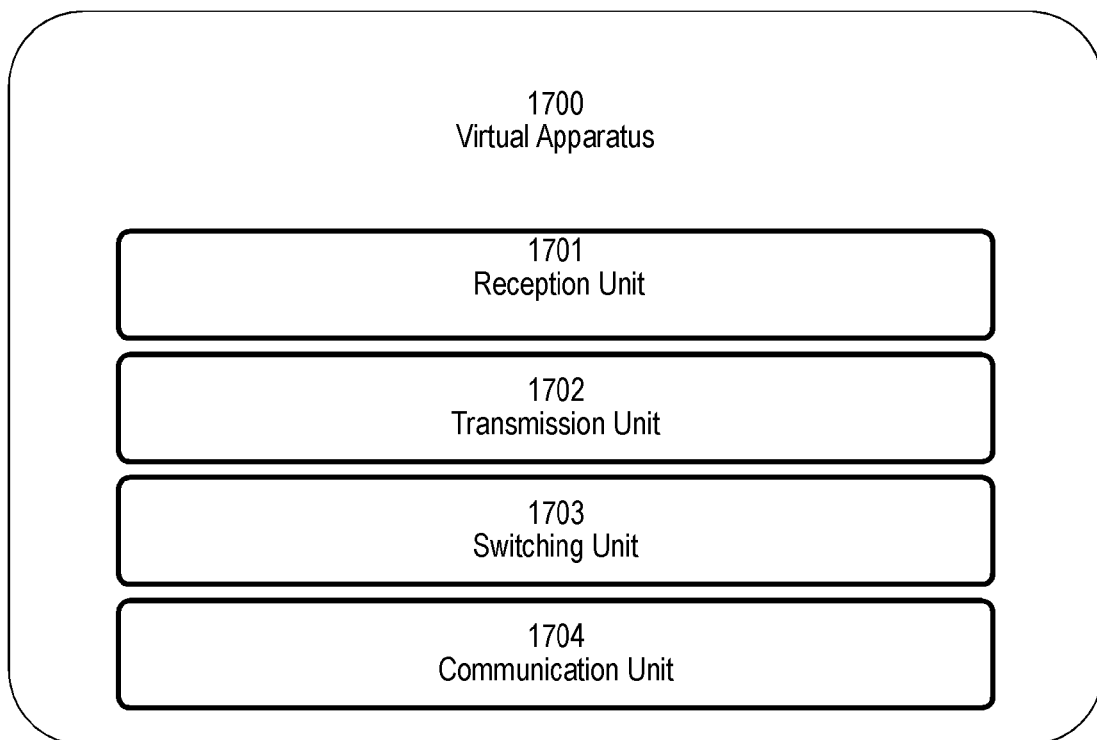 1700
Virtual Apparatus
1701
Reception Unit
1702
Transmission Unit
1703
Switching Unit
1704
Communication Unit